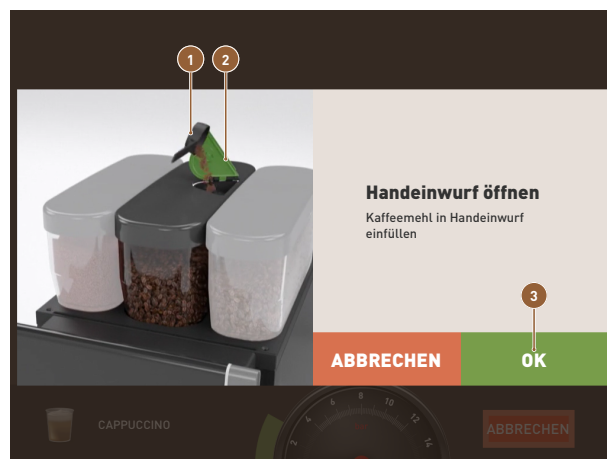 1 2
Handeinwurf öffnen
Kaffeemehl in Handeinwurf
einfüllen
3
ABBRECHEN OK
CAPPUCCINO
2 4 6 8 10 12 14
ABBRECHEN